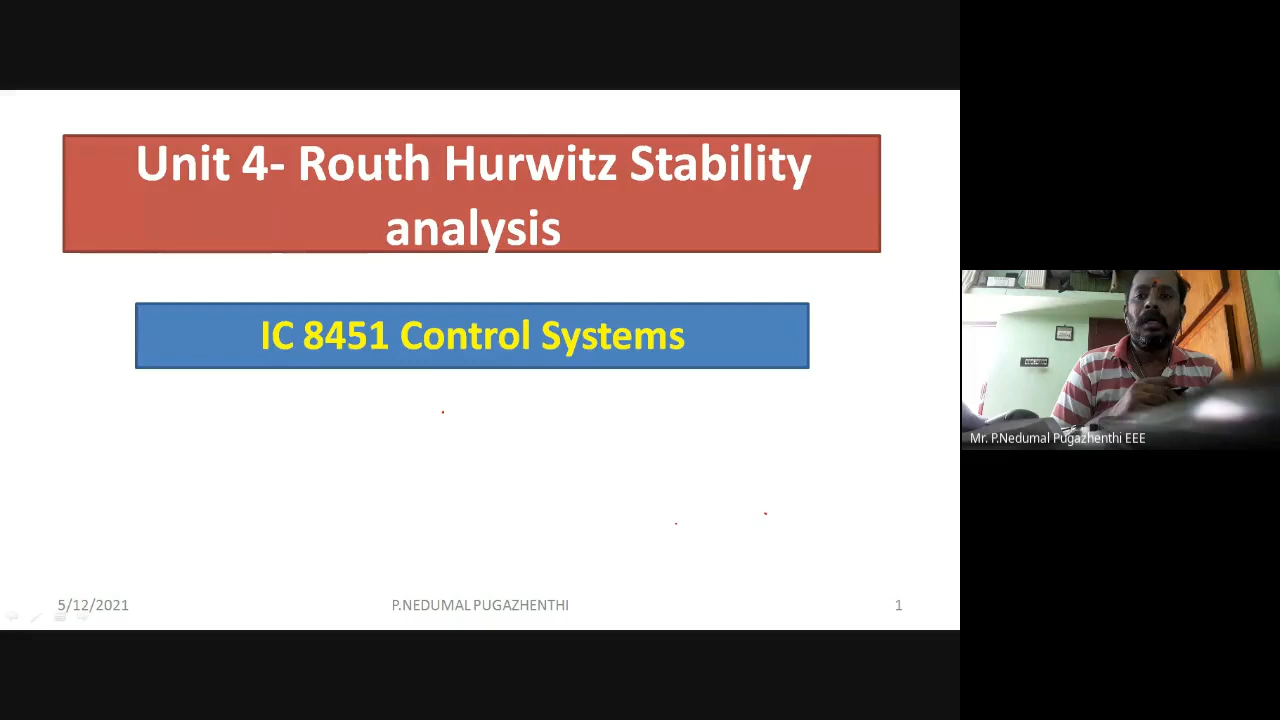 Unit 4- Routh Hurwitz Stability
analysis
IC 8451 Control Systems
5/12/2021
P.NEDUMAL PUGAZHENTHI
1
Mr. P.Nedumal Pugazhenthi EEE